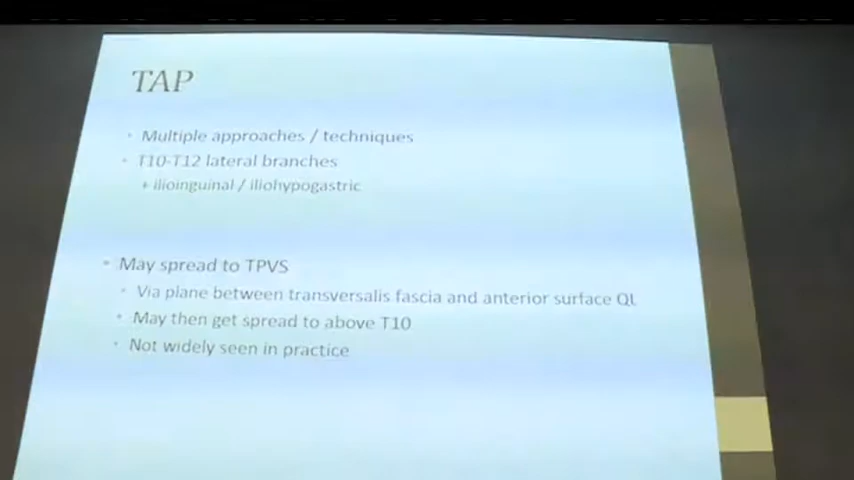 TAP
Multiple approaches / techniques
T10-T12 lateral branches
+ ilioinguinal / iliohypogastric
May spread to TPVS
Via plane between transversalis fascia and anterior surface QL
May then get spread to above T10
Not widely seen in practice